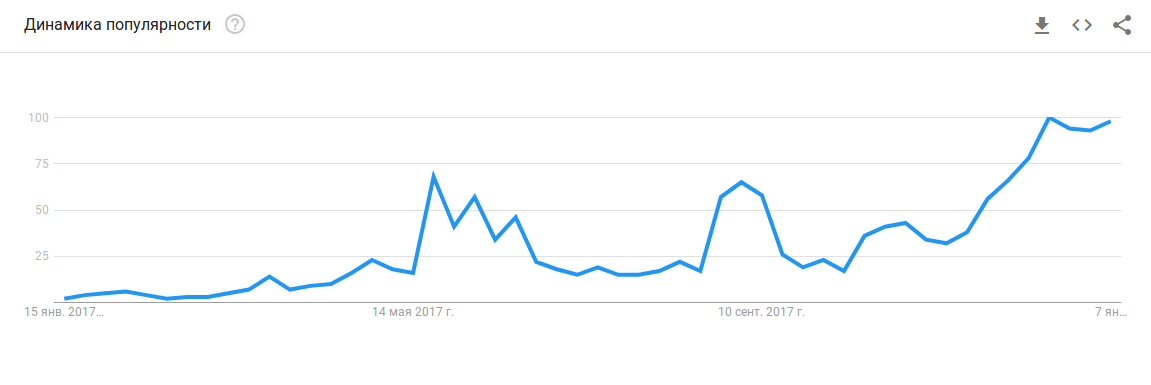 Динамика популярности ?
100
75
50
25
15 янв. 2017…
14 мая 2017 г.
10 сент. 2017 г.
7 ян…